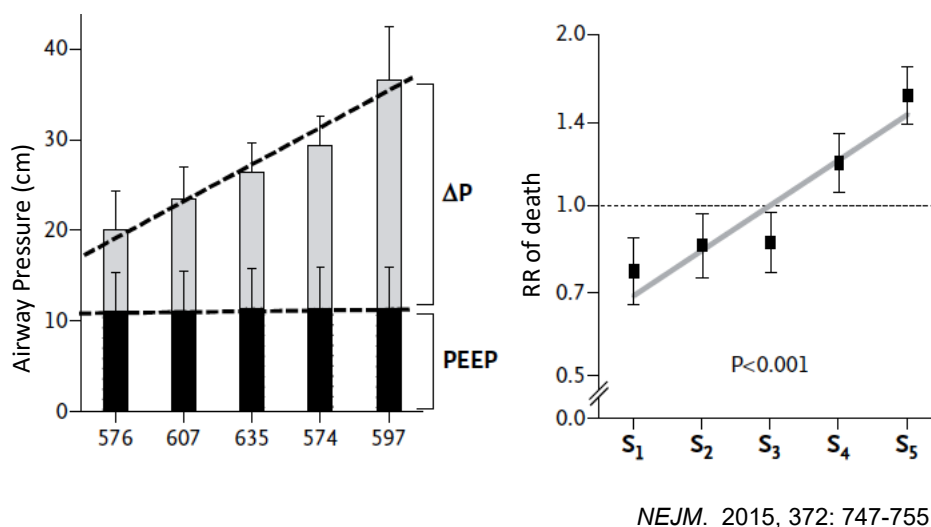 Airway Pressure (cm)
40
30
20
10
0
ΔP
PEEP
576 607 635 574 597
RR of death
2.0
1.4
1.0
0.7
0.5
0.0
P<0.001
S1 S2 S3 S4 S5
NEJM. 2015, 372: 747-755